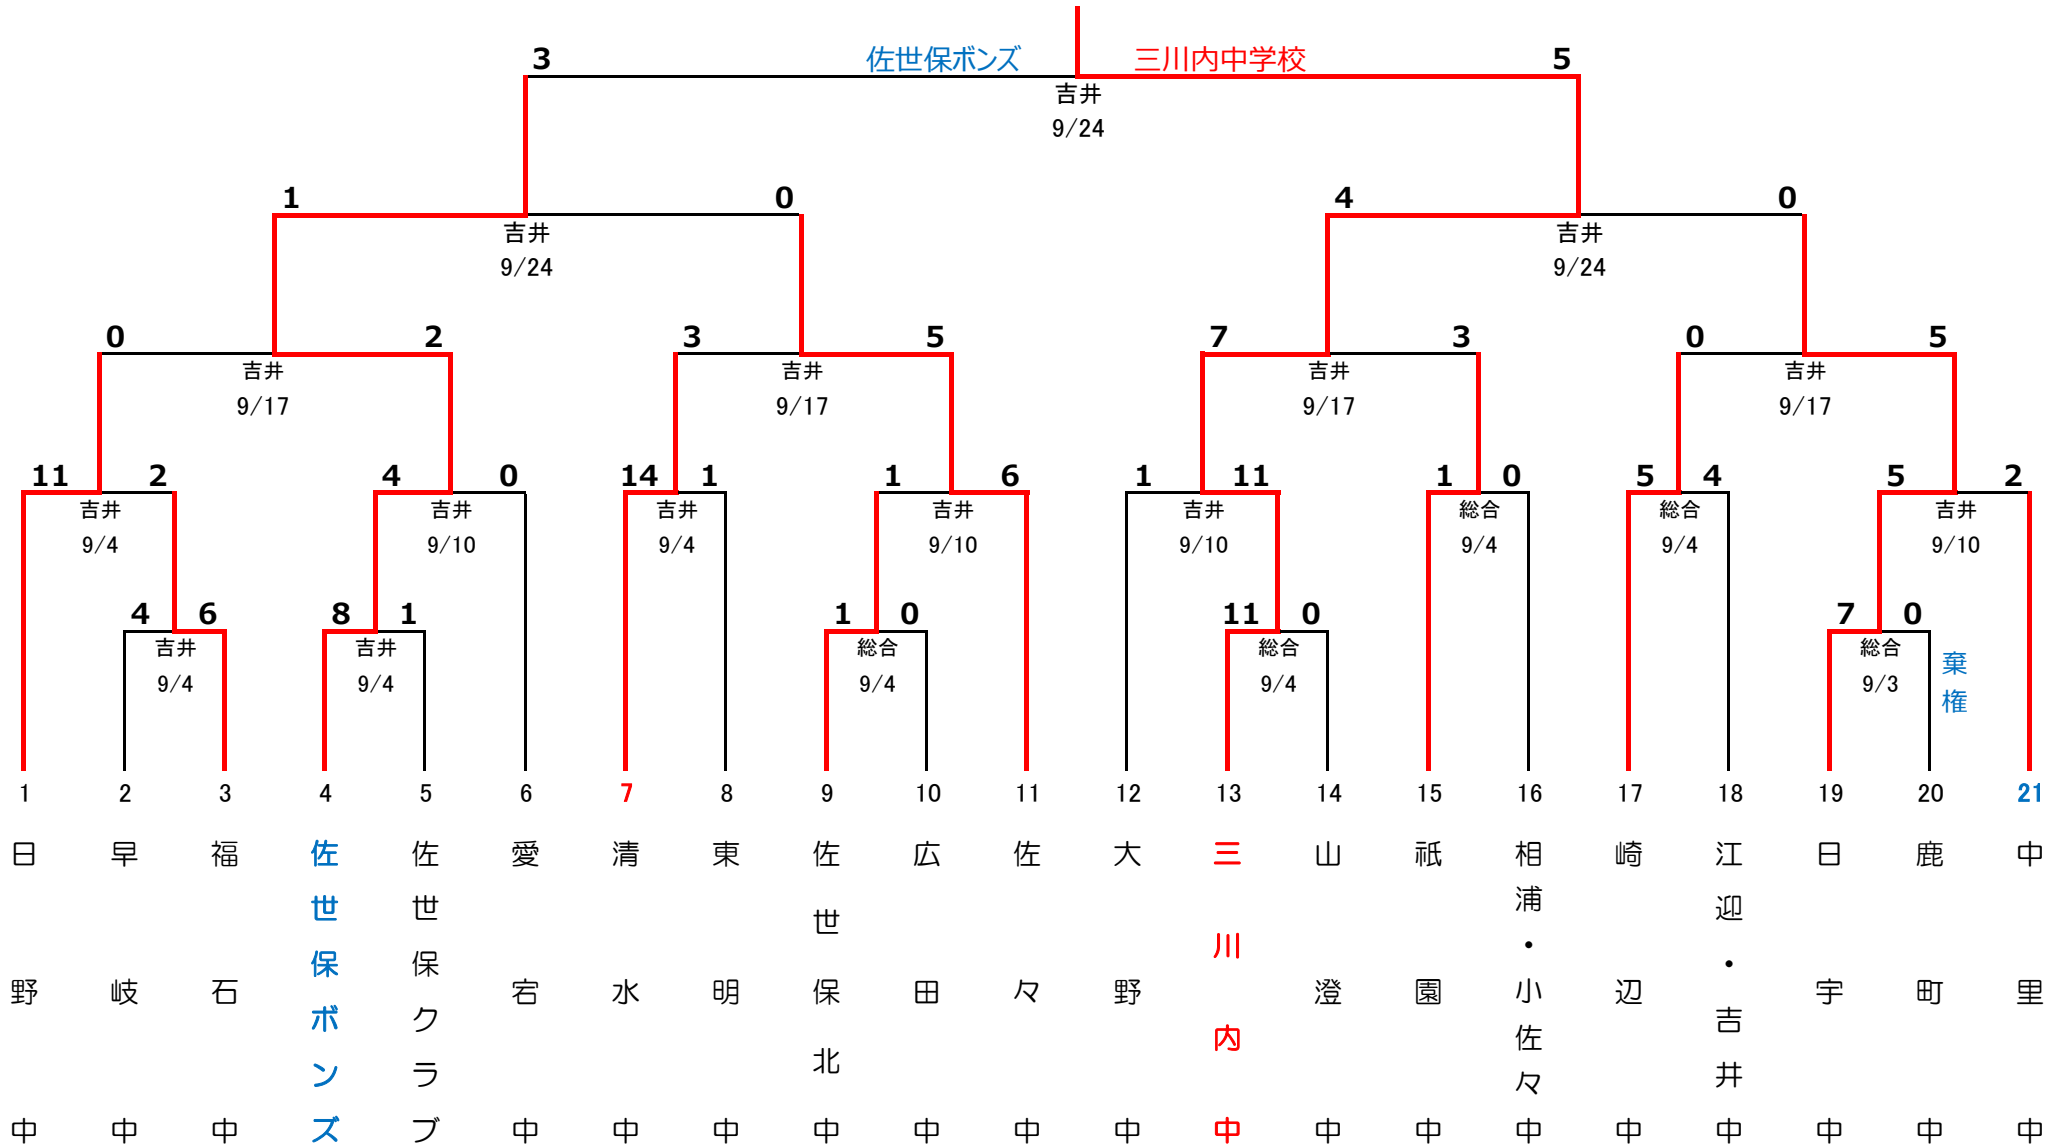 3 佐世保ボンズ 三川内中学校 5
吉井
9/24
1 0 4 0
吉井 吉井
9/24 9/24
0 2 3 5 7 3 0 5
吉井 吉井 吉井 吉井
9/17 9/17 9/17 9/17
11 2 4 0 14 1 1 6 1 11 1 0 5 4 5 2
吉井 吉井 吉井 吉井 吉井 総合 総合 吉井
9/4 9/10 9/4 9/10 9/10 9/4 9/4 9/10
4 6 8 1 1 0 11 0 7 0
吉井 吉井 総合 総合 総合
9/4 9/4 9/4 9/4 9/3
棄権
1 2 3 4 5 6 7 8 9 10 11 12 13 14 15 16 17 18 19 20 21
日野中
早岐中
福石中
佐世保ボンズ
佐世保クラブ
愛宕中
清水中
東明中
佐世保北中
広田中
佐々中
大野中
三川内中
山澄中
祇園中
相浦・小佐々中
崎辺中
江迎・吉井中
日宇中
鹿町中
中里中